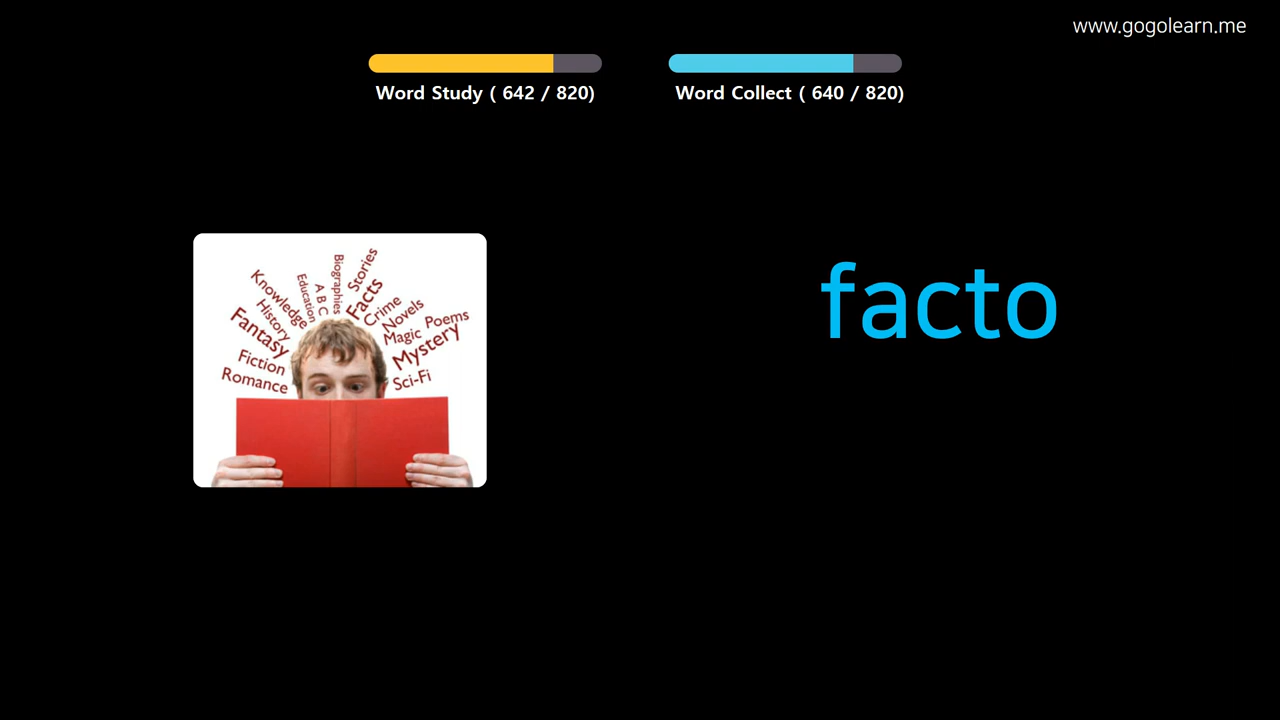 www.gogolearn.me
Word Study ( 642 / 820)
Word Collect ( 640 / 820)
Knowledge
History
Fantasy
Fiction
Romance
Education
A B C
Biographies
Stories
Facts
Crime
Novels
Magic
Poems
Mystery
Sci-Fi
facto